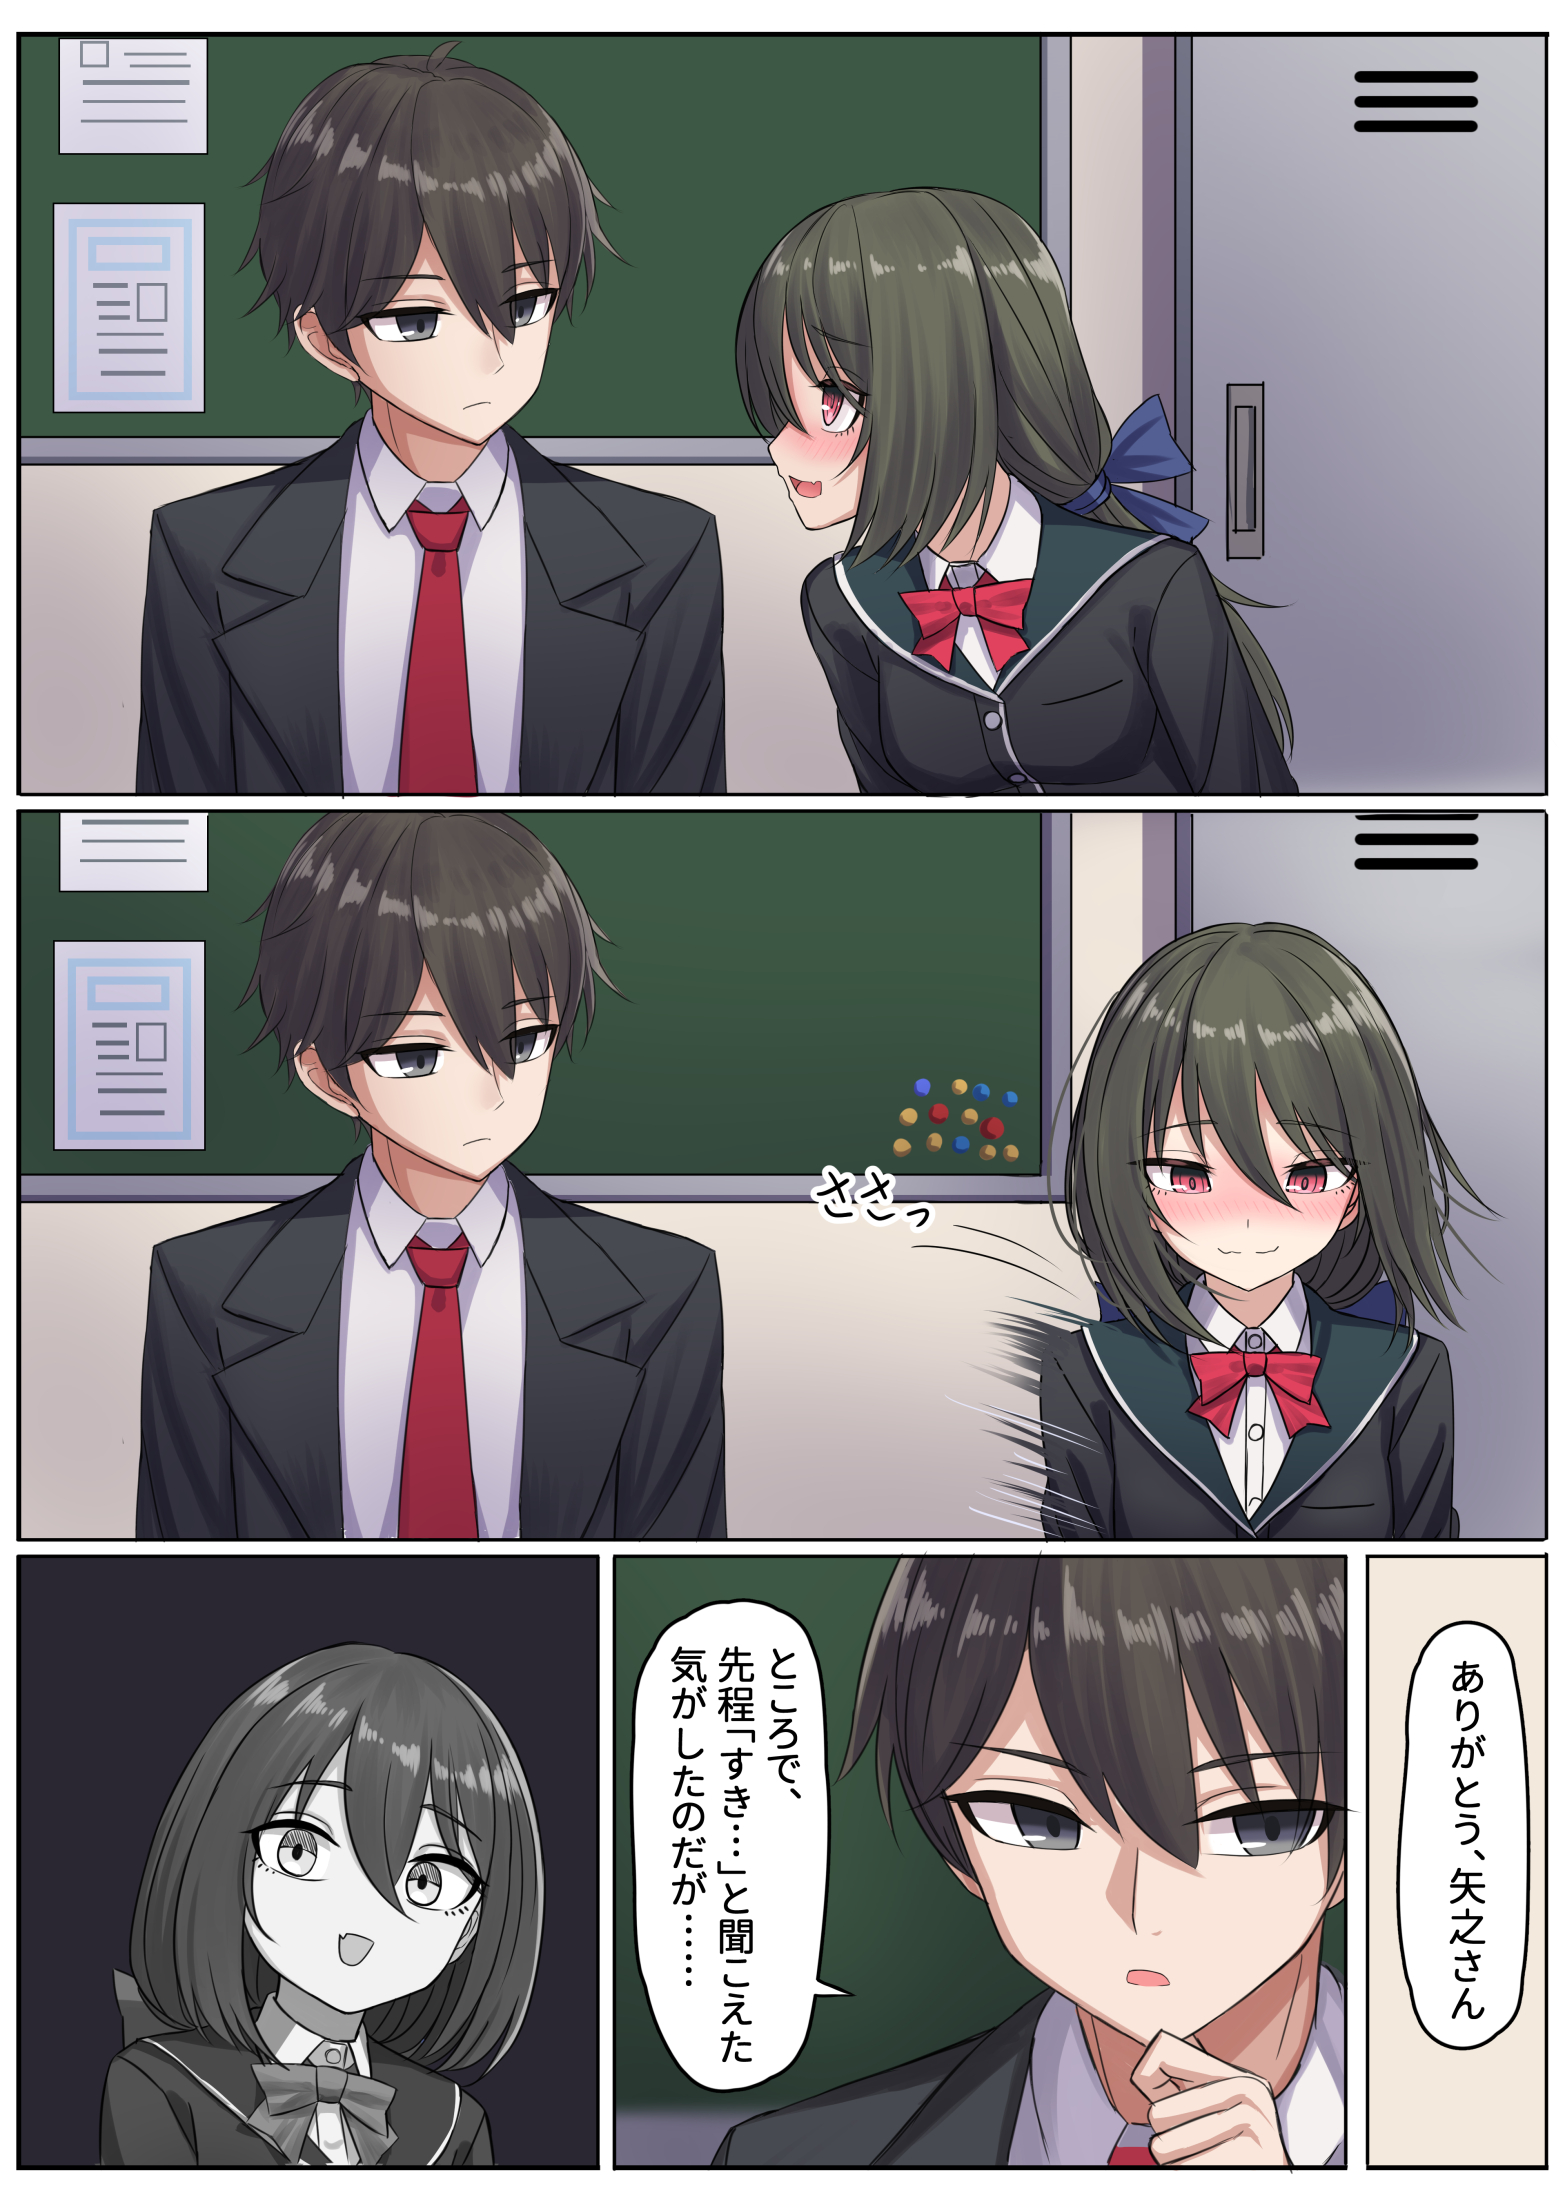 ささっ
ありがとう、矢之さん
ところで、
先程「すき…」と聞こえた
気がしたのだが……